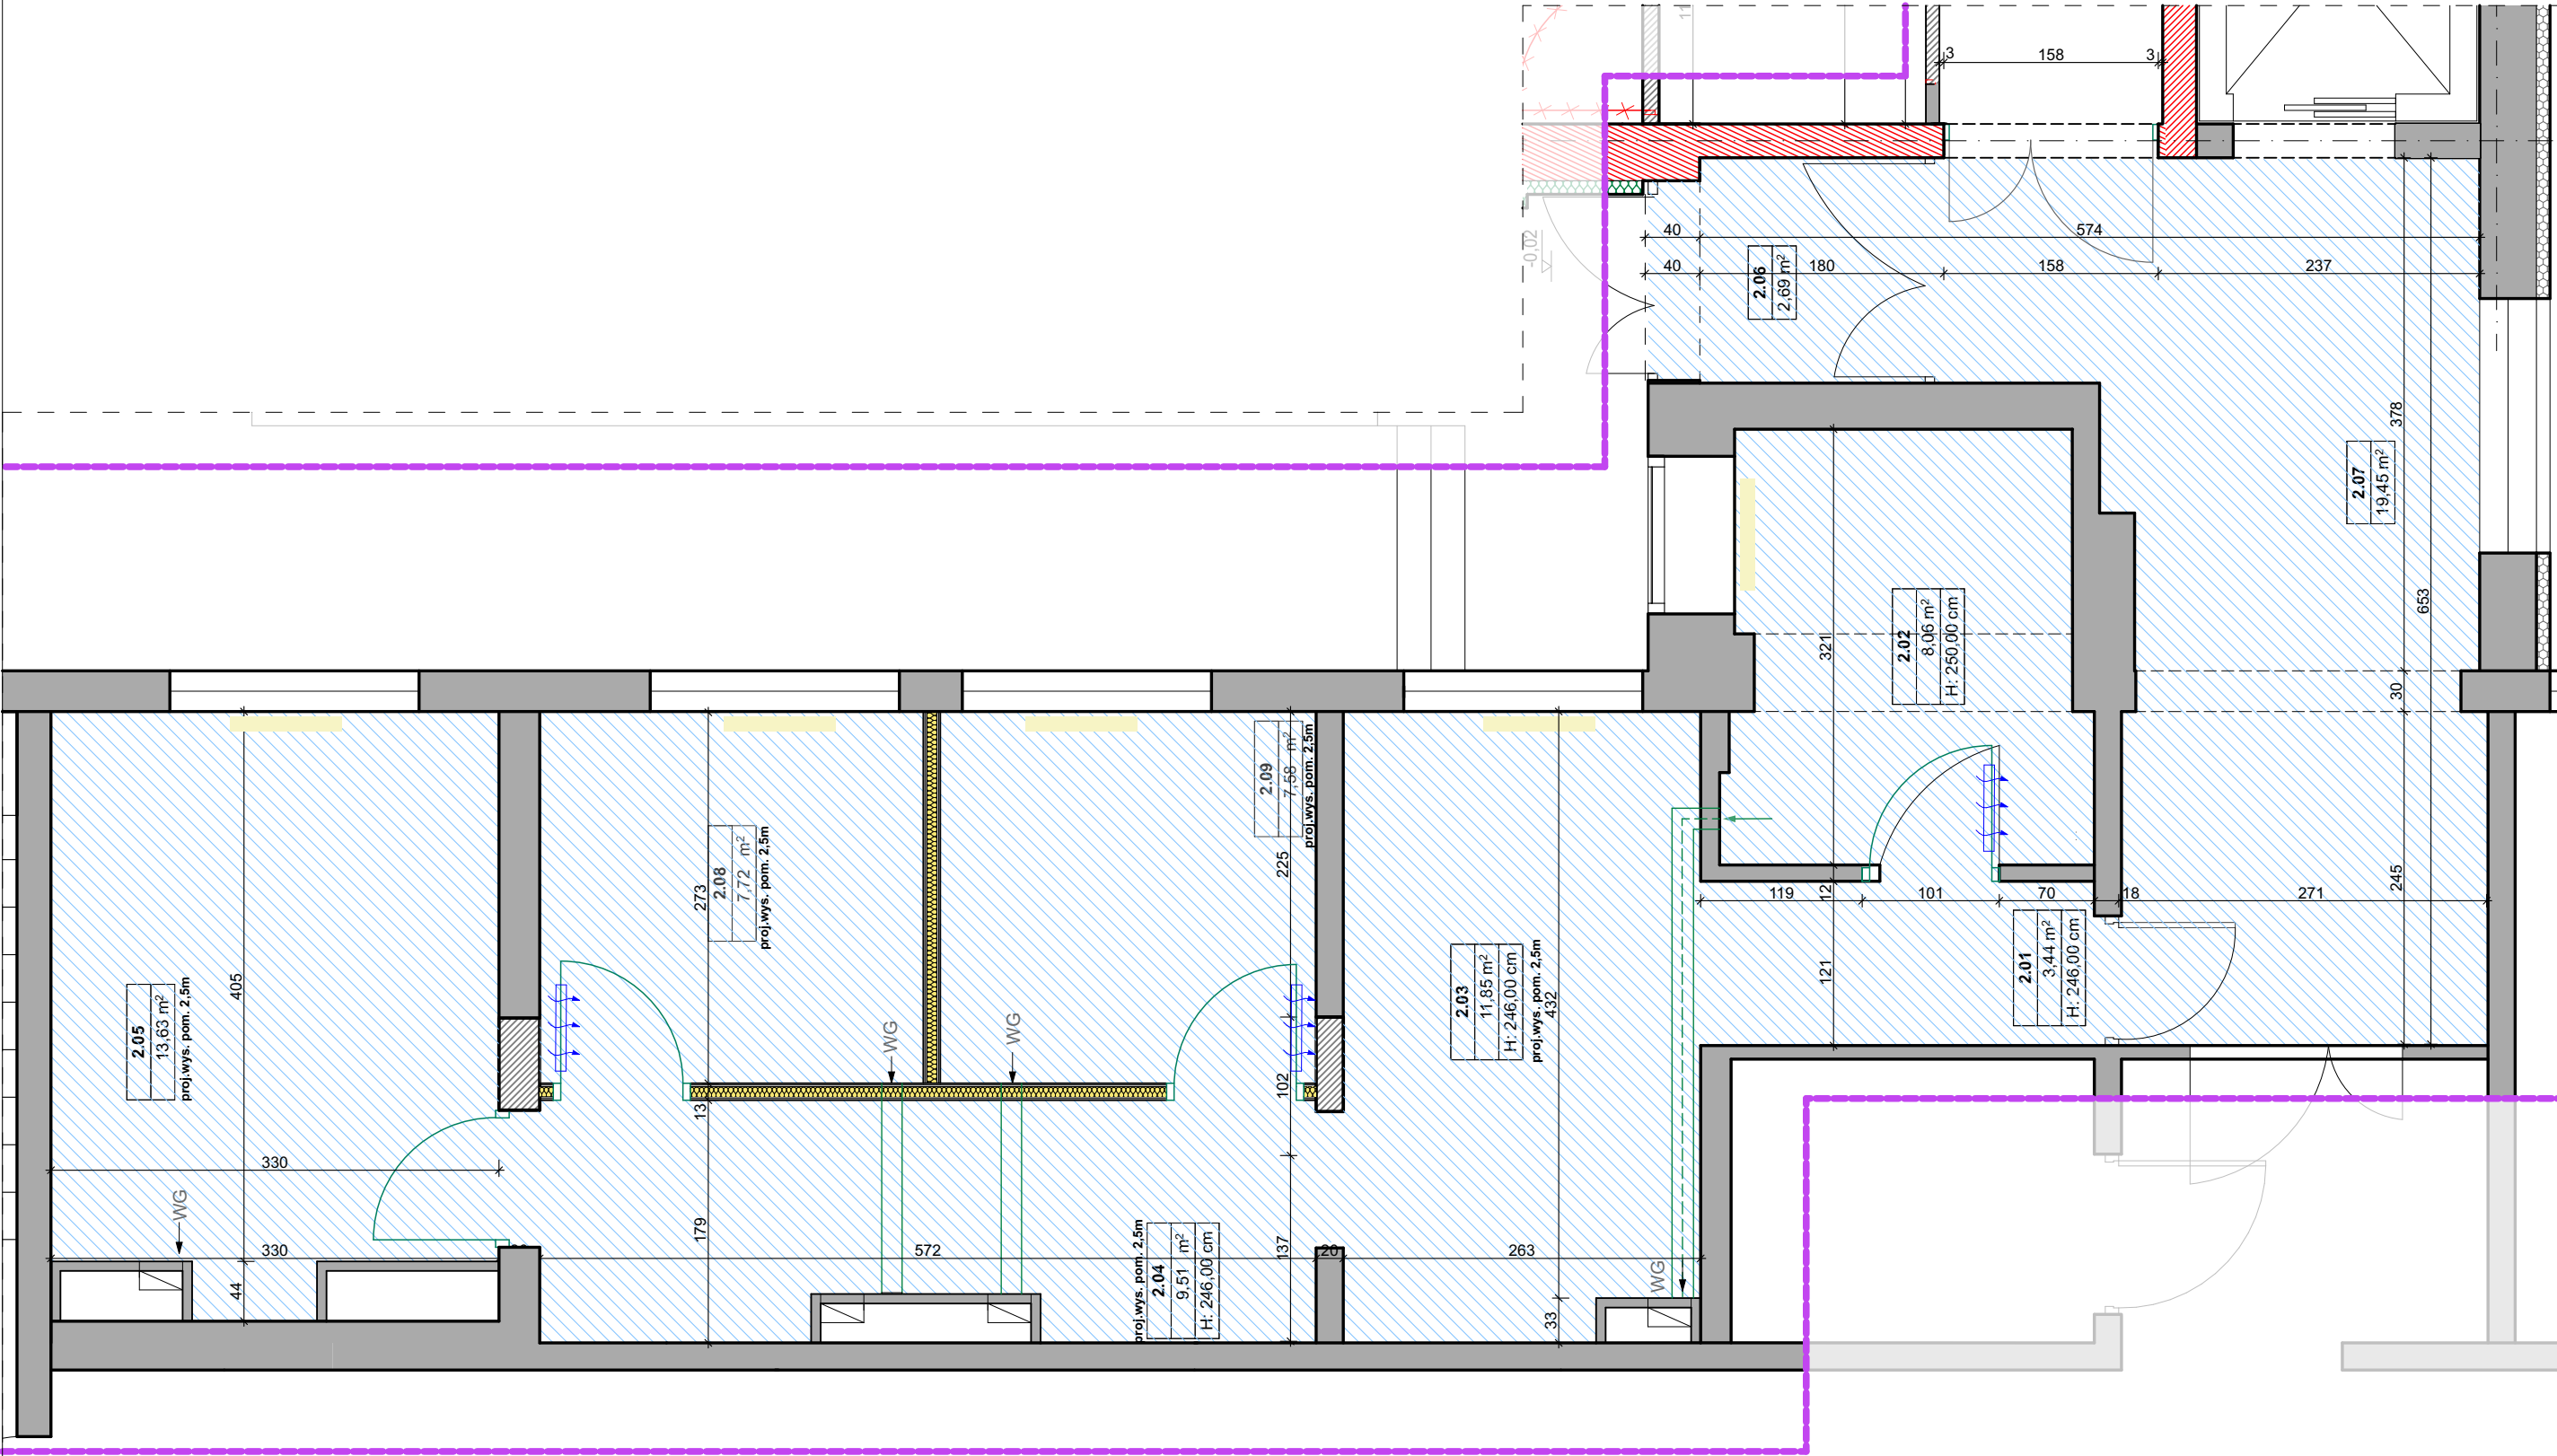 11
3
158
3
40
574
40
180
158
237
-0,02
2.06
2,69 m²
378
653
2.07
19,45 m²
321
2.02
8,06 m²
H: 250,00 cm
30
245
2.09
7,58 m²
proj.wys. pom. 2,5m
225
2.08
7,72 m²
proj.wys. pom. 2,5m
273
119
12
101
70
18
271
2.01
3,44 m²
H: 246,00 cm
121
2.03
11,85 m²
H: 246,00 cm
proj.wys. pom. 2,5m
432
405
2.05
13,63 m²
proj.wys. pom. 2,5m
WG
WG
13
102
330
WG
330
44
179
572
137
20
263
proj.wys. pom. 2,5m
2.04
9,51 m²
H: 246,00 cm
WG
33